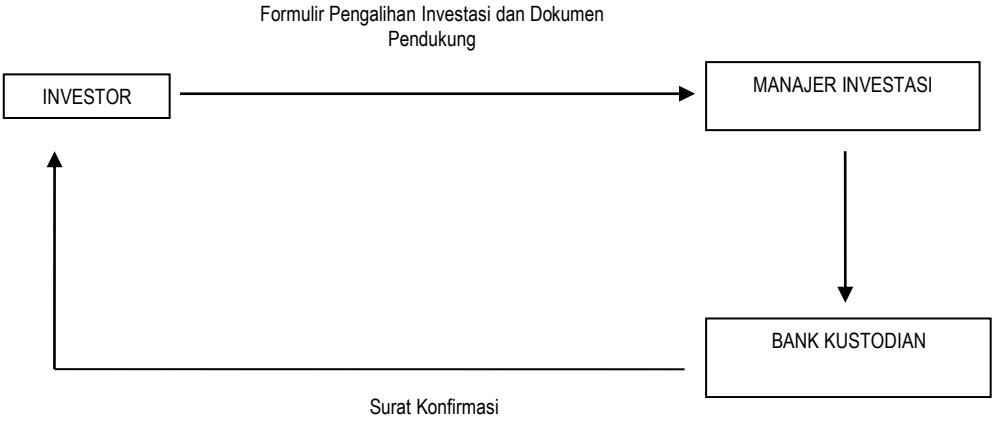 Formulir Pengalihan Investasi dan Dokumen
Pendukung
INVESTOR
MANAJER INVESTASI
BANK KUSTODIAN
Surat Konfirmasi